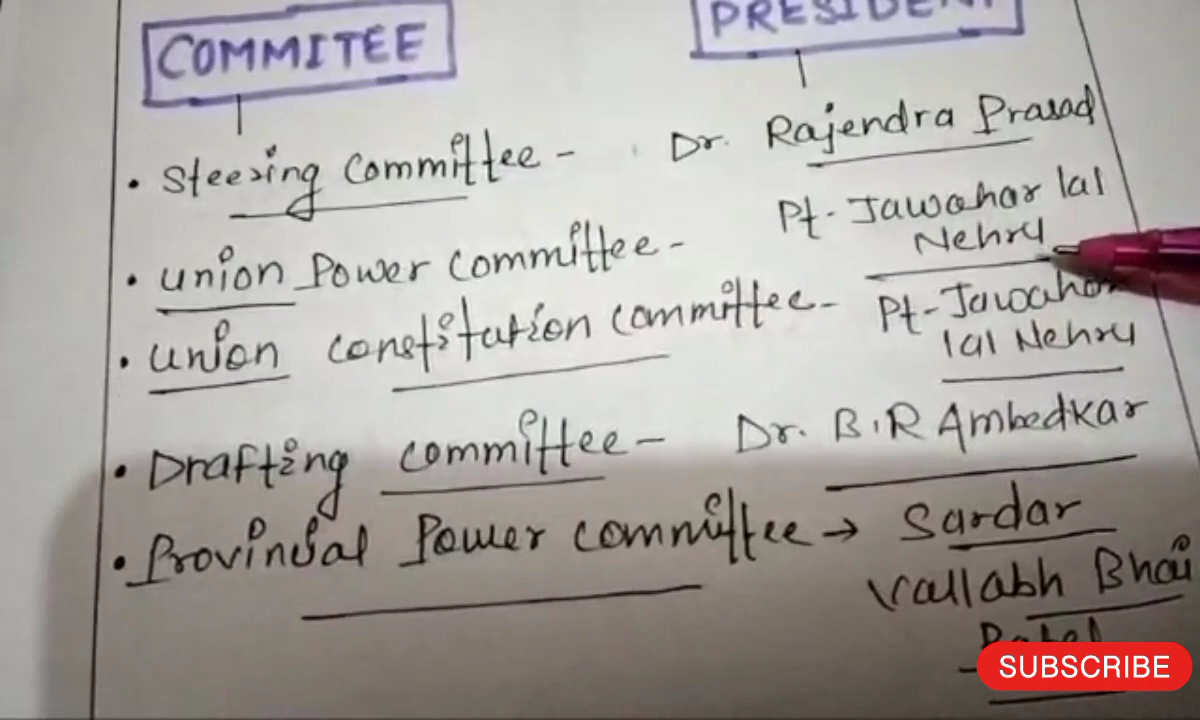 COMMITEE PRESIDENT
• Steering Committee - Dr. Rajendra Prasad
• Union Power Committee - Pt - Jawahar lal
Nehru
• Union Constitution Committee - Pt - Jawahar
lal Nehru
• Drafting Committee - Dr. B.R Ambedkar
• Provincial Power Committee → Sardar
Vallabh Bhai
Patel
SUBSCRIBE